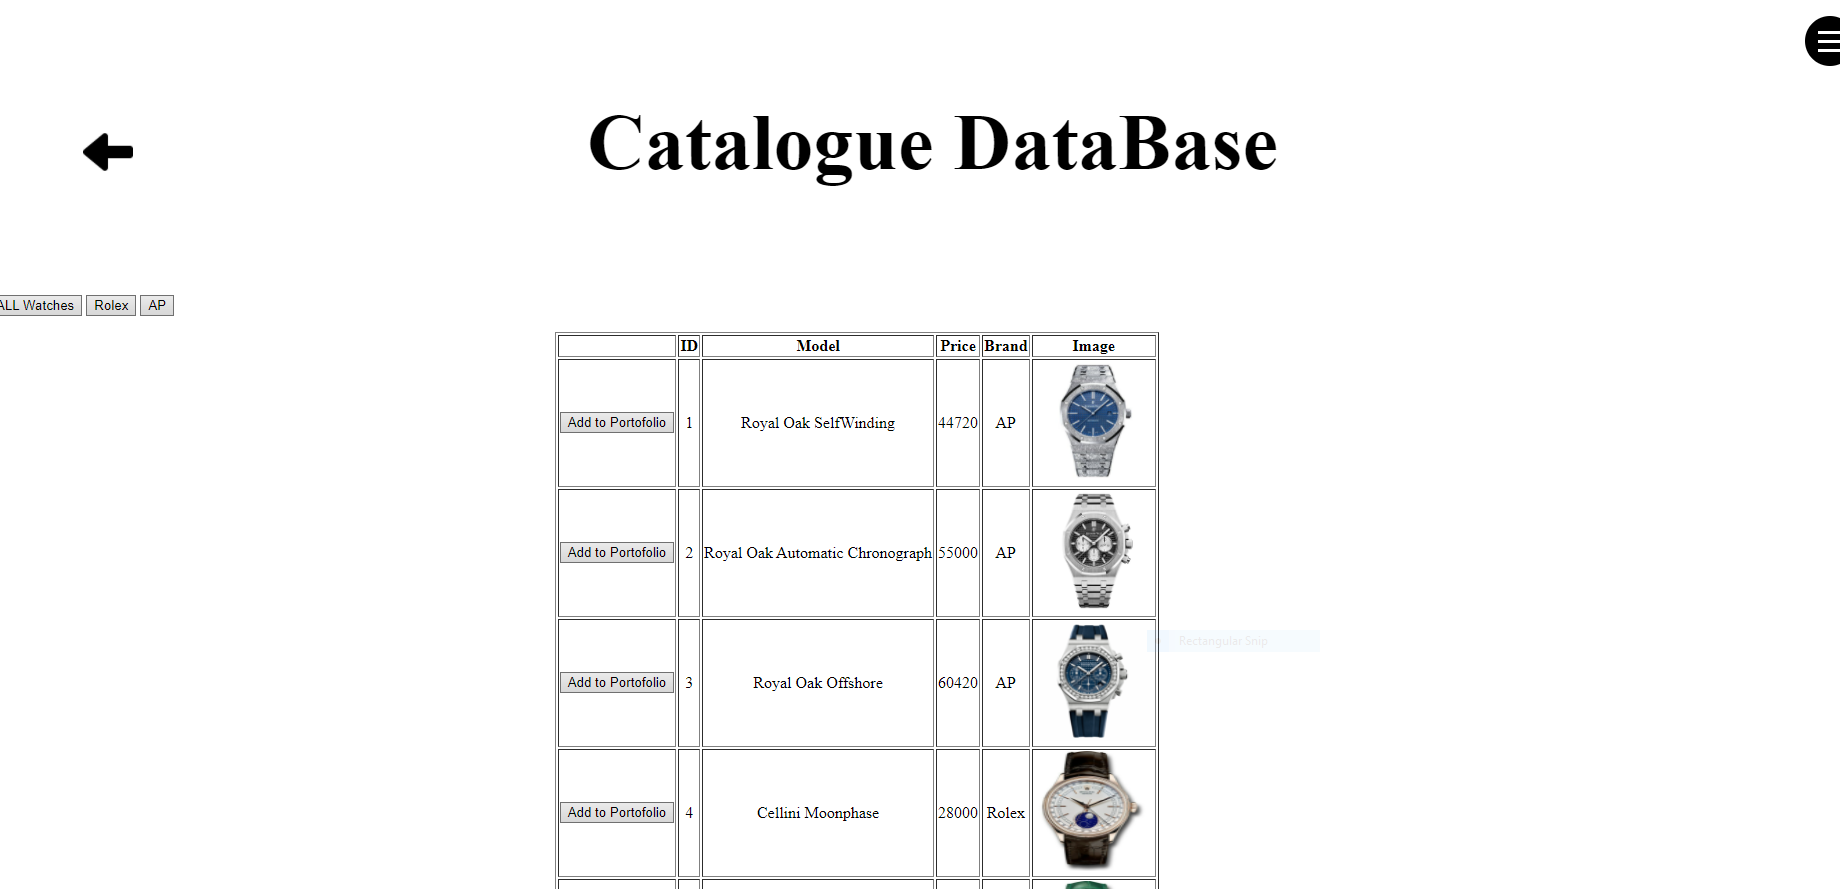 Catalogue DataBase
ALL Watches Rolex AP
ID Model Price Brand Image
Add to Portofolio 1 Royal Oak SelfWinding 44720 AP
Add to Portofolio 2 Royal Oak Automatic Chronograph 55000 AP
Add to Portofolio 3 Royal Oak Offshore 60420 AP
Rectangular Snip
Add to Portofolio 4 Cellini Moonphase 28000 Rolex